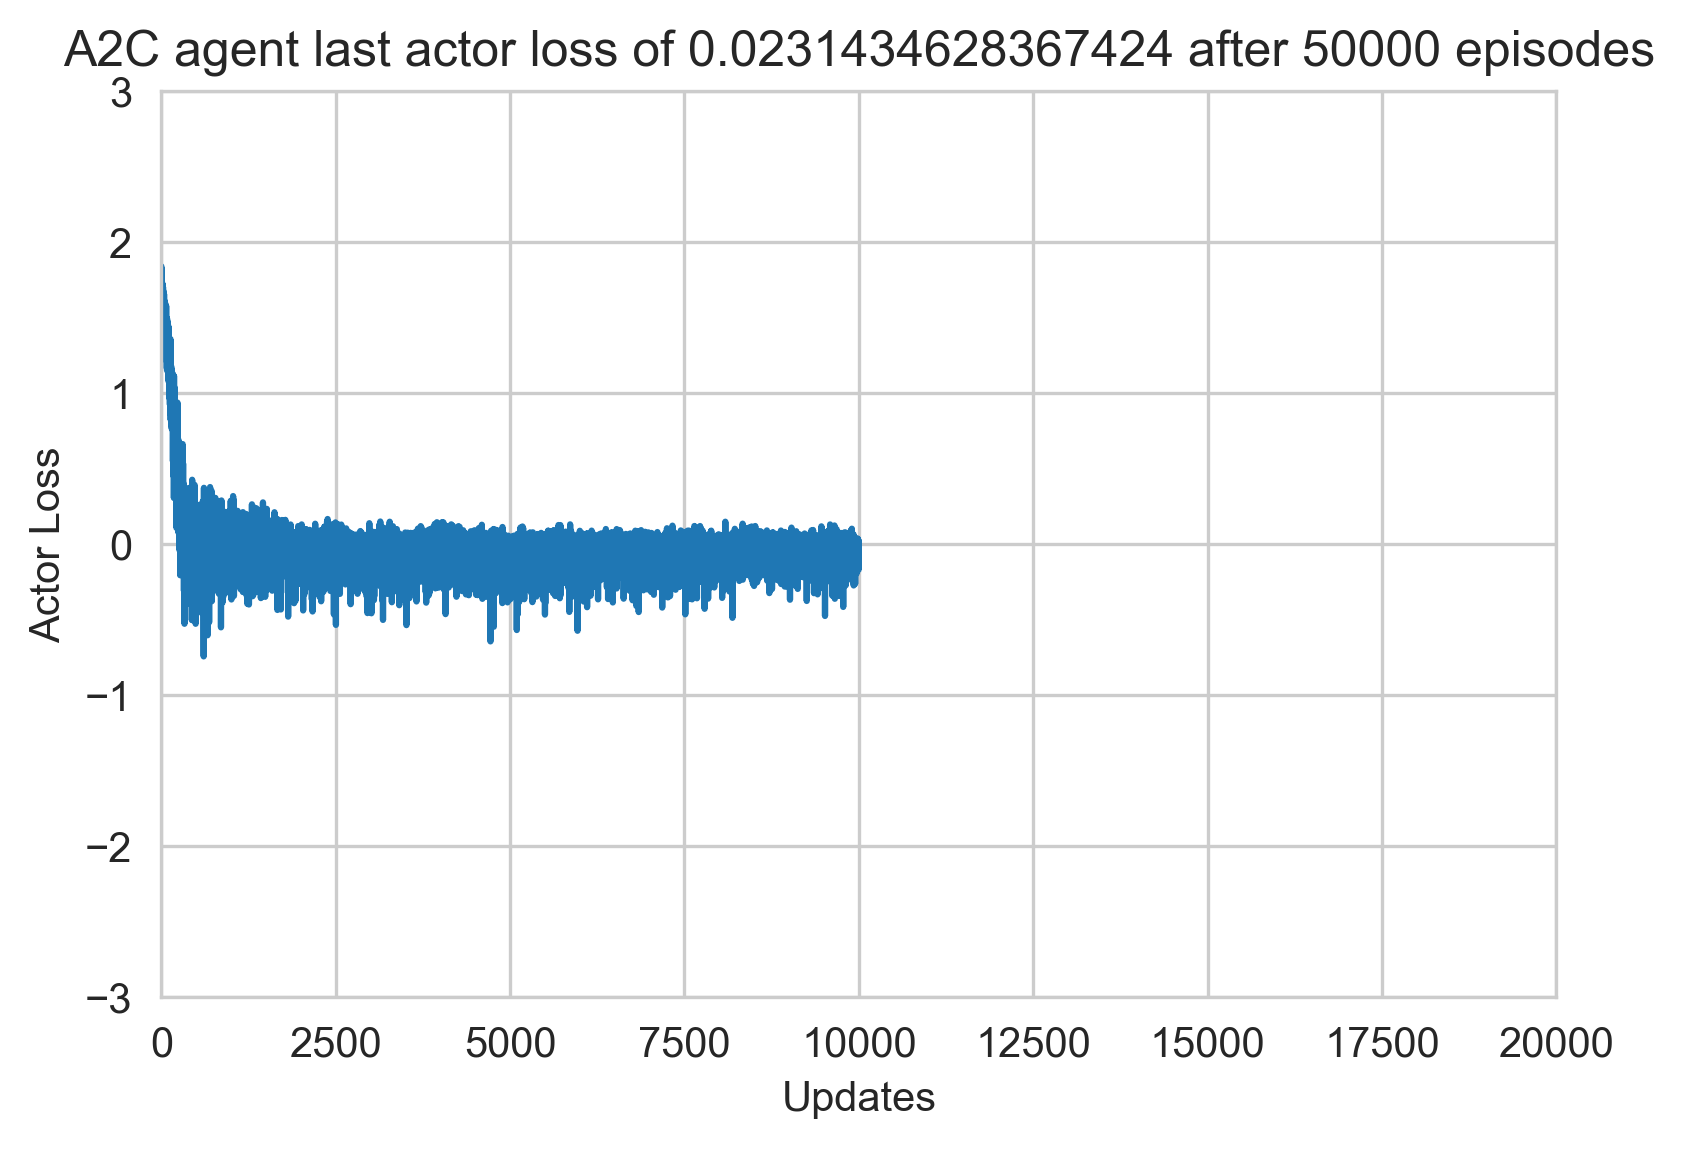 A2C agent last actor loss of 0.0231434628367424 after 50000 episodes
3
2
1
0
−1
−2
−3
Actor Loss
0 2500 5000 7500 10000 12500 15000 17500 20000
Updates